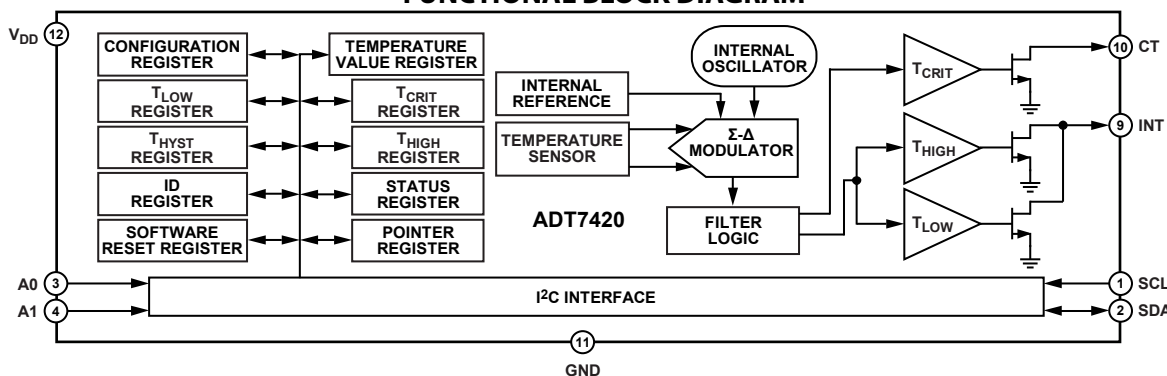 FUNCTIONAL BLOCK DIAGRAM
VDD 12
CONFIGURATION
REGISTER
TEMPERATURE
VALUE REGISTER
TLOW
REGISTER
TCRIT
REGISTER
THYST
REGISTER
THIGH
REGISTER
ID
REGISTER
STATUS
REGISTER
SOFTWARE
RESET REGISTER
POINTER
REGISTER
INTERNAL
OSCILLATOR
INTERNAL
REFERENCE
TEMPERATURE
SENSOR
Σ-Δ
MODULATOR
FILTER
LOGIC
ADT7420
TCRIT
THIGH
TLOW
10 CT
9 INT
A0 3
A1 4
I2C INTERFACE
1 SCL
2 SDA
11
GND